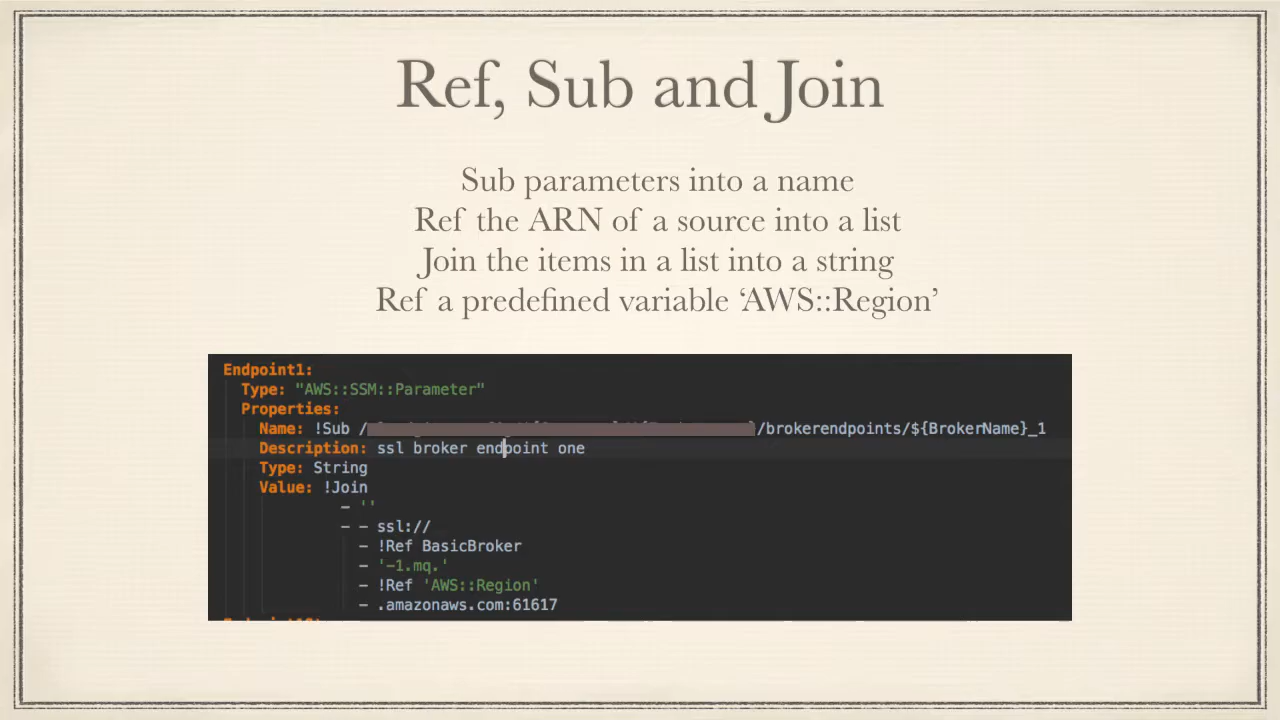 Ref, Sub and Join
Sub parameters into a name
Ref the ARN of a source into a list
Join the items in a list into a string
Ref a predefined variable ‘AWS::Region’
Endpoint1:
Type: "AWS::SSM::Parameter"
Properties:
Name: !Sub / /brokerendpoints/${BrokerName}_1
Description: ssl broker endpoint one
Type: String
Value: !Join
- ''
- - ssl://
- !Ref BasicBroker
- '-1.mq.'
- !Ref 'AWS::Region'
- .amazonaws.com:61617